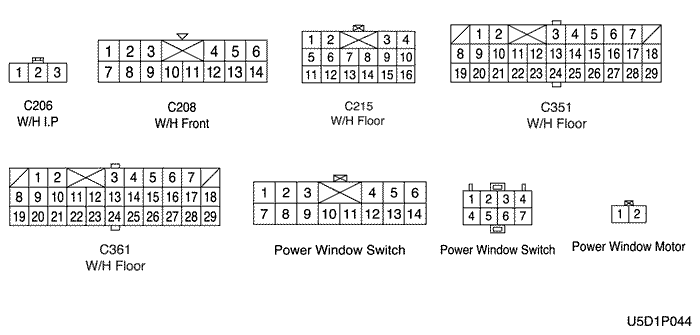 1 2 3
C206
W/H I.P
1 2 3 4 5 6
7 8 9 10 11 12 13 14
C208
W/H Front
1 2 3 4
5 6 7 8 9 10
11 12 13 14 15 16
C215
W/H Floor
1 2 3 4 5 6 7
8 9 10 11 12 13 14 15 16 17 18
19 20 21 22 23 24 25 26 27 28 29
C351
W/H Floor
1 2 3 4 5 6 7
8 9 10 11 12 13 14 15 16 17 18
19 20 21 22 23 24 25 26 27 28 29
C361
W/H Floor
1 2 3 4 5 6
7 8 9 10 11 12 13 14
Power Window Switch
1 2 3 4
4 5 6 7
Power Window Switch
1 2
Power Window Motor
U5D1P044